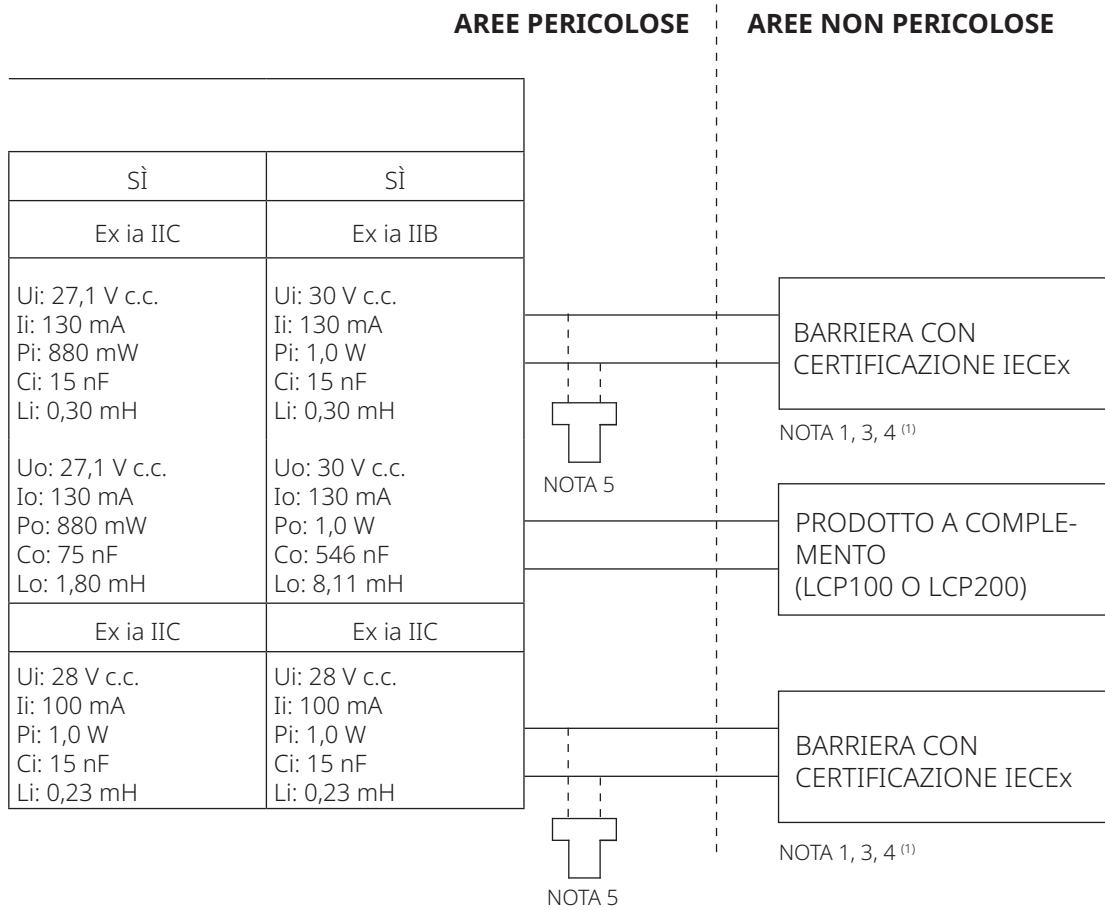 AREE PERICOLOSE
AREE NON PERICOLOSE
SÌ
SÌ
Ex ia IIC
Ex ia IIB
Ui: 27,1 V c.c.
Ii: 130 mA
Pi: 880 mW
Ci: 15 nF
Li: 0,30 mH
Uo: 27,1 V c.c.
Io: 130 mA
Po: 880 mW
Co: 75 nF
Lo: 1,80 mH
Ui: 30 V c.c.
Ii: 130 mA
Pi: 1,0 W
Ci: 15 nF
Li: 0,30 mH
Uo: 30 V c.c.
Io: 130 mA
Po: 1,0 W
Co: 546 nF
Lo: 8,11 mH
Ex ia IIC
Ex ia IIC
Ui: 28 V c.c.
Ii: 100 mA
Pi: 1,0 W
Ci: 15 nF
Li: 0,23 mH
Ui: 28 V c.c.
Ii: 100 mA
Pi: 1,0 W
Ci: 15 nF
Li: 0,23 mH
NOTA 5
NOTA 5
BARRIERA CON
CERTIFICAZIONE IECEx
NOTA 1, 3, 4 (1)
PRODOTTO A COMPLE-
MENTO
(LCP100 O LCP200)
BARRIERA CON
CERTIFICAZIONE IECEx
NOTA 1, 3, 4 (1)